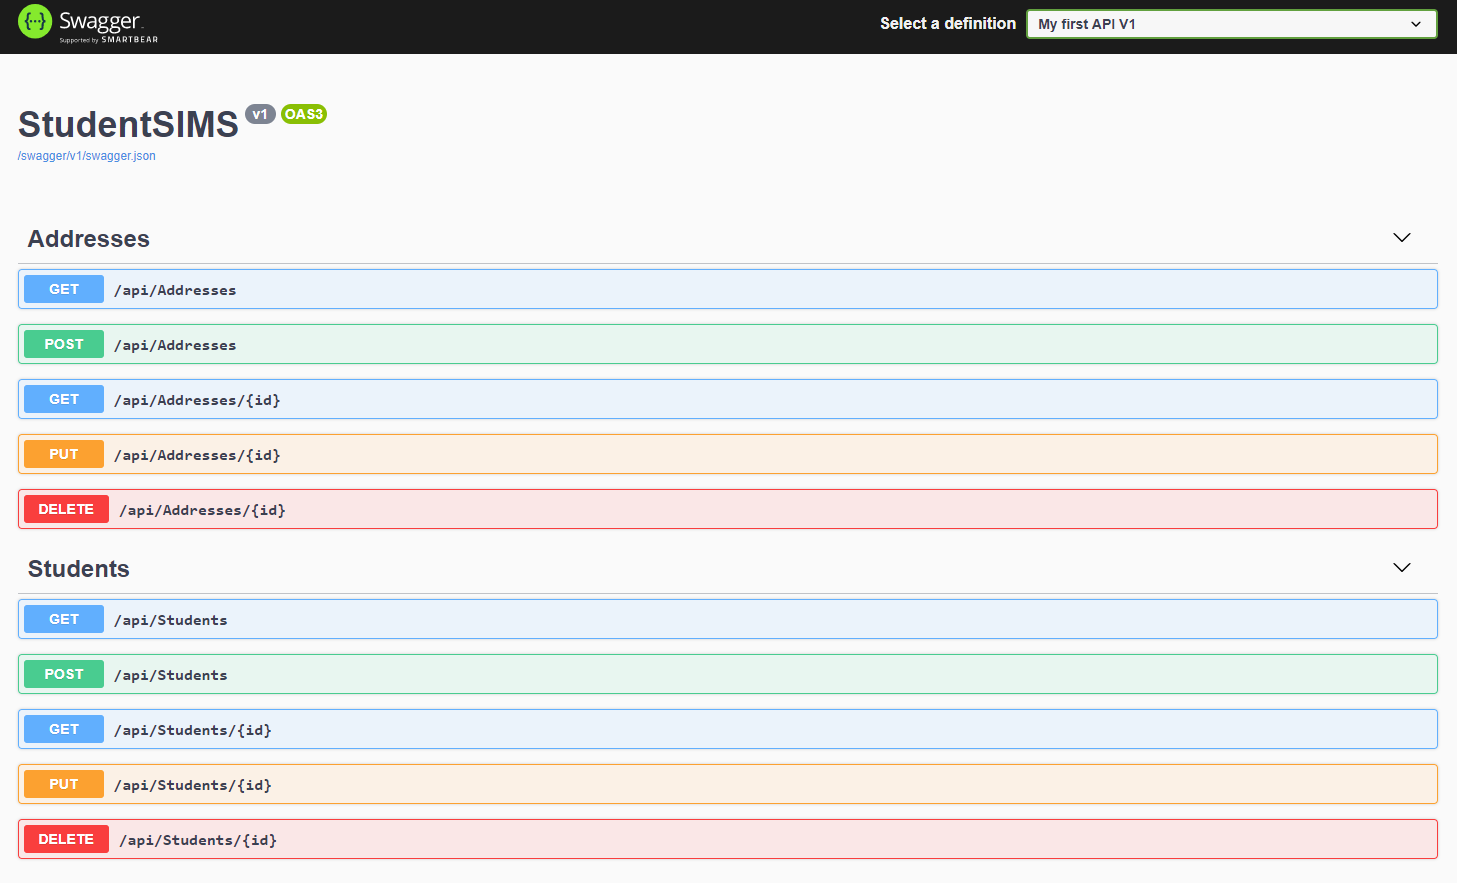 Swagger
Supported by SMARTBEAR
Select a definition
My first API V1
StudentSIMS v1 OAS3
/swagger/v1/swagger.json
Addresses
GET /api/Addresses
POST /api/Addresses
GET /api/Addresses/{id}
PUT /api/Addresses/{id}
DELETE /api/Addresses/{id}
Students
GET /api/Students
POST /api/Students
GET /api/Students/{id}
PUT /api/Students/{id}
DELETE /api/Students/{id}